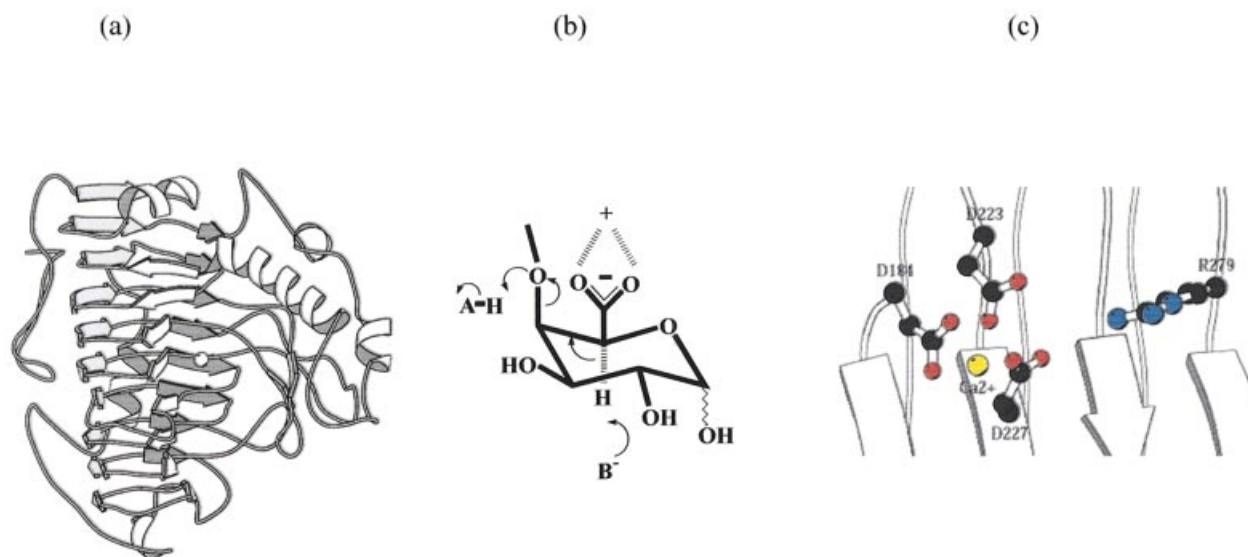 (a)
(b)
(c)
+
O
O
−
O
A-H
O
HO
H
OH
OH
B-
D223
D184
R279
Ca2+
D227